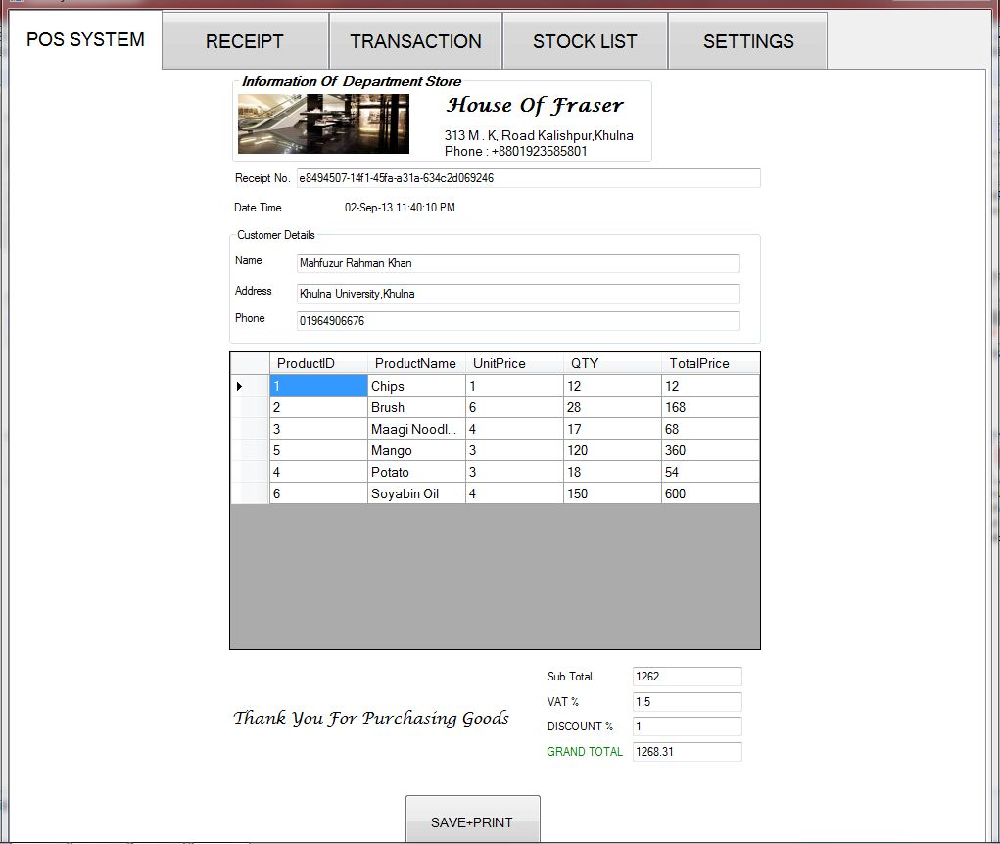 POS SYSTEM RECEIPT TRANSACTION STOCK LIST SETTINGS
Information Of Department Store
House Of Fraser
313 M . K, Road Kalishpur,Khulna
Phone : +8801923585801
Receipt No. e8494507-14f1-45fa-a31a-634c2d069246
Date Time 02-Sep-13 11:40:10 PM
Customer Details
Name Mahfuzur Rahman Khan
Address Khulna University,Khulna
Phone 01964906676
ProductID ProductName UnitPrice QTY TotalPrice
1 Chips 1 12 12
2 Brush 6 28 168
3 Maagi Noodl... 4 17 68
5 Mango 3 120 360
4 Potato 3 18 54
6 Soyabin Oil 4 150 600
Sub Total 1262
VAT % 1.5
Thank You For Purchasing Goods
DISCOUNT % 1
GRAND TOTAL 1268.31
SAVE+PRINT